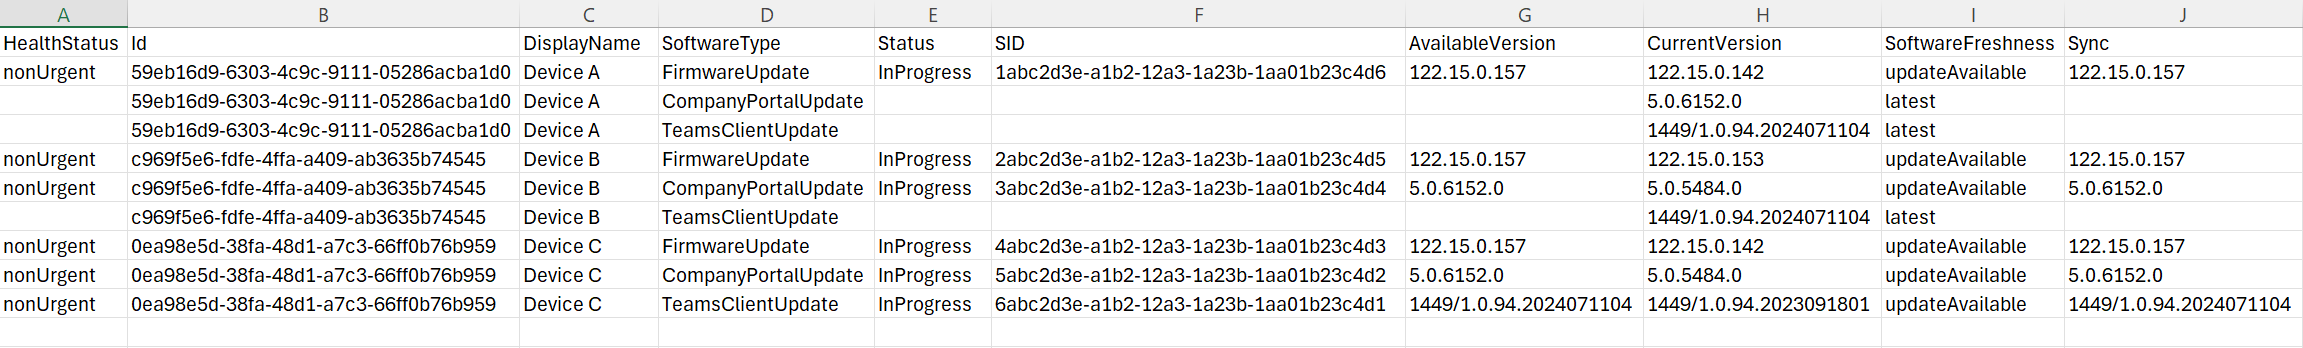 A B C D E F G H I J
HealthStatus Id DisplayName SoftwareType Status SID AvailableVersion CurrentVersion SoftwareFreshness Sync
nonUrgent 59eb16d9-6303-4c9c-9111-05286acba1d0 Device A FirmwareUpdate InProgress 1abc2d3e-a1b2-12a3-1a23b-1aa01b23c4d6 122.15.0.157 122.15.0.142 updateAvailable 122.15.0.157
59eb16d9-6303-4c9c-9111-05286acba1d0 Device A CompanyPortalUpdate 5.0.6152.0 latest
59eb16d9-6303-4c9c-9111-05286acba1d0 Device A TeamsClientUpdate 1449/1.0.94.2024071104 latest
nonUrgent c969f5e6-fdfe-4ffa-a409-ab3635b74545 Device B FirmwareUpdate InProgress 2abc2d3e-a1b2-12a3-1a23b-1aa01b23c4d5 122.15.0.157 122.15.0.153 updateAvailable 122.15.0.157
nonUrgent c969f5e6-fdfe-4ffa-a409-ab3635b74545 Device B CompanyPortalUpdate InProgress 3abc2d3e-a1b2-12a3-1a23b-1aa01b23c4d4 5.0.6152.0 5.0.5484.0 updateAvailable 5.0.6152.0
c969f5e6-fdfe-4ffa-a409-ab3635b74545 Device B TeamsClientUpdate 1449/1.0.94.2024071104 latest
nonUrgent 0ea98e5d-38fa-48d1-a7c3-66ff0b76b959 Device C FirmwareUpdate InProgress 4abc2d3e-a1b2-12a3-1a23b-1aa01b23c4d3 122.15.0.157 122.15.0.142 updateAvailable 122.15.0.157
nonUrgent 0ea98e5d-38fa-48d1-a7c3-66ff0b76b959 Device C CompanyPortalUpdate InProgress 5abc2d3e-a1b2-12a3-1a23b-1aa01b23c4d2 5.0.6152.0 5.0.5484.0 updateAvailable 5.0.6152.0
nonUrgent 0ea98e5d-38fa-48d1-a7c3-66ff0b76b959 Device C TeamsClientUpdate InProgress 6abc2d3e-a1b2-12a3-1a23b-1aa01b23c4d1 1449/1.0.94.2024071104 1449/1.0.94.2023091801 updateAvailable 1449/1.0.94.2024071104